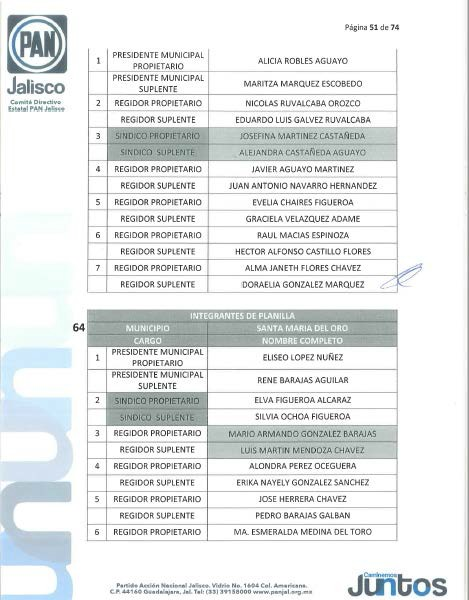 Página 51 de 74
PAN
Jalisco
Comité Directivo
Estatal PAN Jalisco
1 PRESIDENTE MUNICIPAL PROPIETARIO ALICIA ROBLES AGUAYO
PRESIDENTE MUNICIPAL SUPLENTE MARITZA MARQUEZ ESCOBEDO
2 REGIDOR PROPIETARIO NICOLAS RUVALCABA OROZCO
REGIDOR SUPLENTE EDUARDO LUIS GALVEZ RUVALCABA
3 SINDICO PROPIETARIO JOSEFINA MARTINEZ CASTAÑEDA
SINDICO SUPLENTE ALEJANDRA CASTAÑEDA AGUAYO
4 REGIDOR PROPIETARIO JAVIER AGUAYO MARTINEZ
REGIDOR SUPLENTE JUAN ANTONIO NAVARRO HERNANDEZ
5 REGIDOR PROPIETARIO EVELIA CHAIRES FIGUEROA
REGIDOR SUPLENTE GRACIELA VELAZQUEZ ADAME
6 REGIDOR PROPIETARIO RAUL MACIAS ESPINOZA
REGIDOR SUPLENTE HECTOR ALFONSO CASTILLO FLORES
7 REGIDOR PROPIETARIO ALMA JANETH FLORES CHAVEZ
REGIDOR SUPLENTE DORAELIA GONZALEZ MARQUEZ
INTEGRANTES DE PLANILLA
64 MUNICIPIO SANTA MARIA DEL ORO
CARGO NOMBRE COMPLETO
1 PRESIDENTE MUNICIPAL PROPIETARIO ELISEO LOPEZ NUÑEZ
PRESIDENTE MUNICIPAL SUPLENTE RENE BARAJAS AGUILAR
2 SINDICO PROPIETARIO ELVA FIGUEROA ALCARAZ
SINDICO SUPLENTE SILVIA OCHOA FIGUEROA
3 REGIDOR PROPIETARIO MARIO ARMANDO GONZALEZ BARAJAS
REGIDOR SUPLENTE LUIS MARTIN MENDOZA CHAVEZ
4 REGIDOR PROPIETARIO ALONDRA PEREZ OCEGUERA
REGIDOR SUPLENTE ERIKA NAYELY GONZALEZ SANCHEZ
5 REGIDOR PROPIETARIO JOSE HERRERA CHAVEZ
REGIDOR SUPLENTE PEDRO BARAJAS GALBAN
6 REGIDOR PROPIETARIO MA. ESMERALDA MEDINA DEL TORO
Partido Acción Nacional Jalisco. Vidrio No. 1604 Col. Americana.
C.P. 44160 Guadalajara, Jal. Tel: (33) 39158000 www.panjal.org.mx
Caminemos
Juntos